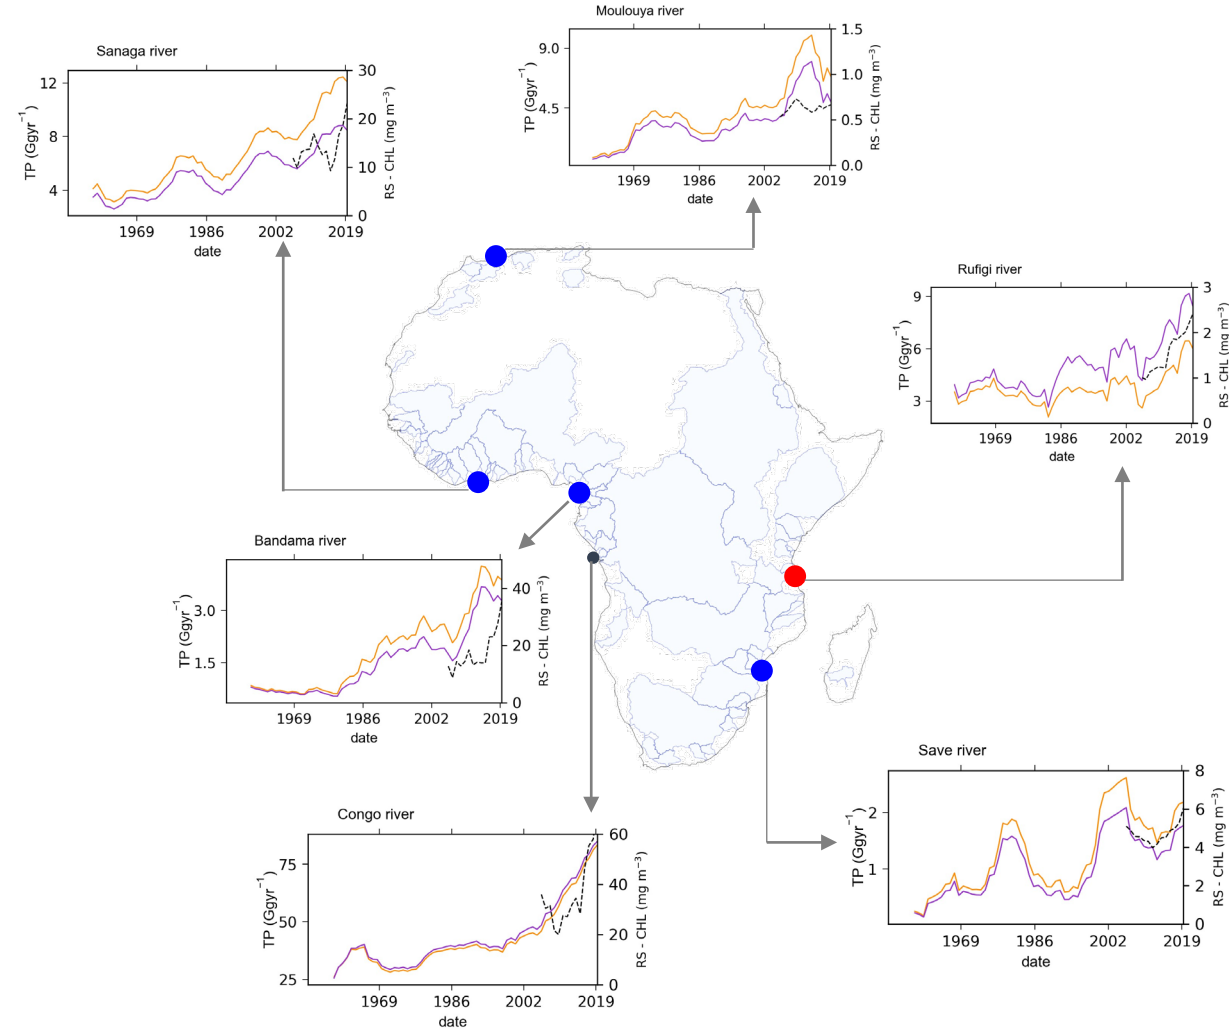 Moulouya river
TP (Ggyr⁻¹)
9.0
4.5
1.5
1.0
0.5
0.0
RS - CHL (mg m⁻³)
1969 1986 2002 2019
date
Sanaga river
TP (Ggyr⁻¹)
12
8
4
30
20
10
0
RS - CHL (mg m⁻³)
1969 1986 2002 2019
date
Rufigi river
TP (Ggyr⁻¹)
9
6
3
3
2
1
0
RS - CHL (mg m⁻³)
1969 1986 2002 2019
date
Bandama river
TP (Ggyr⁻¹)
3.0
1.5
40
20
0
RS - CHL (mg m⁻³)
1969 1986 2002 2019
date
Save river
TP (Ggyr⁻¹)
2
1
8
6
4
2
0
RS - CHL (mg m⁻³)
1969 1986 2002 2019
date
Congo river
TP (Ggyr⁻¹)
75
50
25
60
40
20
0
RS - CHL (mg m⁻³)
1969 1986 2002 2019
date